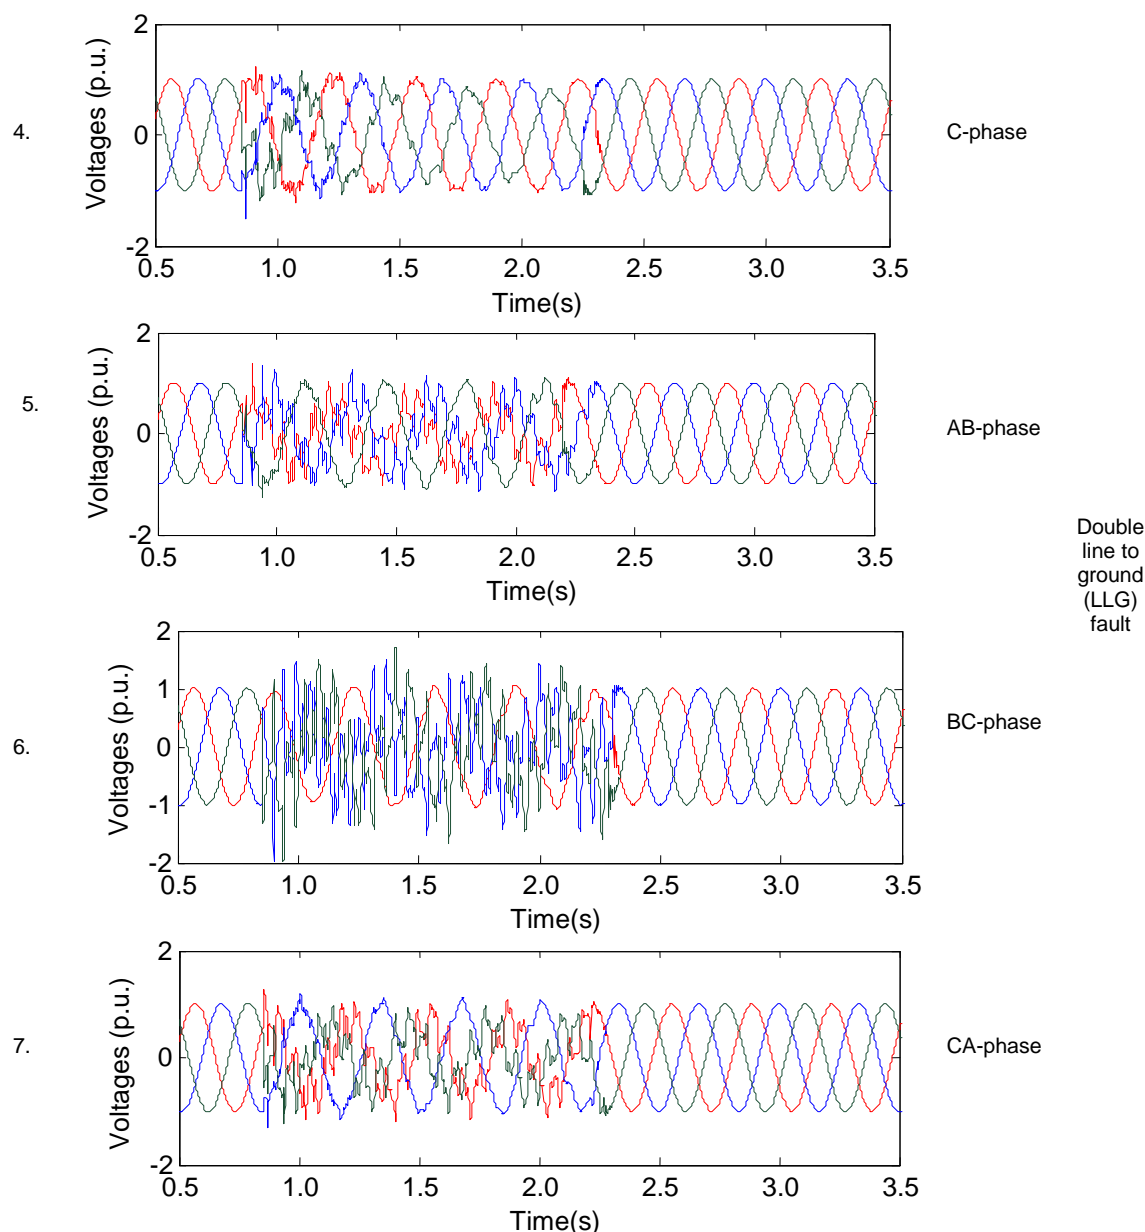 2
Voltages (p.u.)
4.
0
C-phase
-2
0.5 1.0 1.5 2.0 2.5 3.0 3.5
Time(s)
2
Voltages (p.u.)
5.
0
AB-phase
-2
0.5 1.0 1.5 2.0 2.5 3.0 3.5
Time(s)
Double
line to
ground
(LLG)
fault
2
1
Voltages (p.u.)
6.
0
BC-phase
-1
-2
0.5 1.0 1.5 2.0 2.5 3.0 3.5
Time(s)
2
Voltages (p.u.)
7.
0
CA-phase
-2
0.5 1.0 1.5 2.0 2.5 3.0 3.5
Time(s)